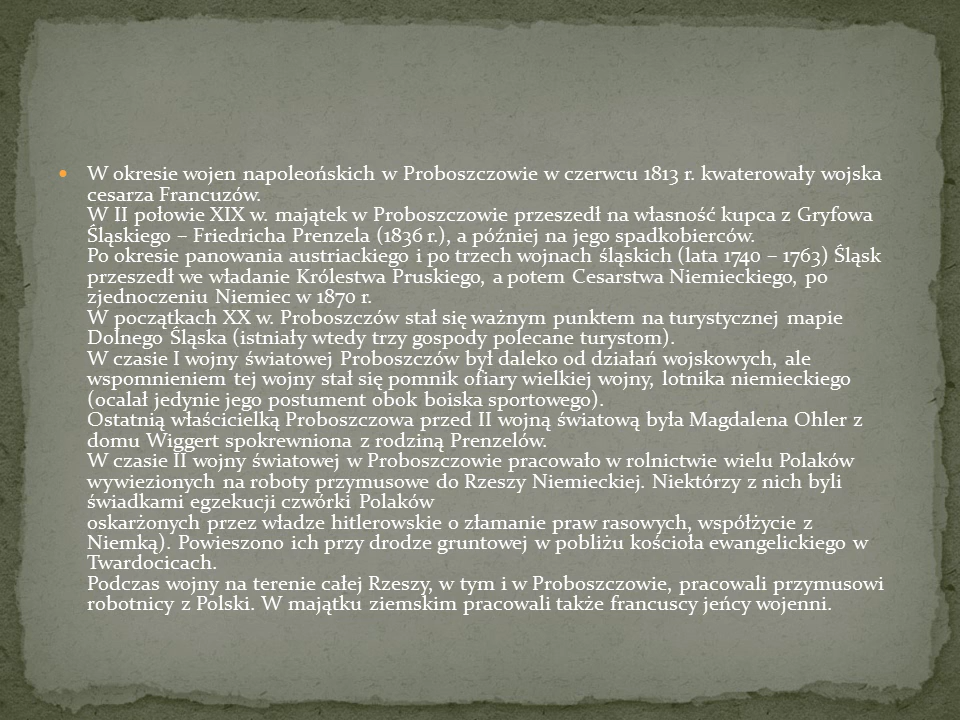 • W okresie wojen napoleońskich w Proboszczowie w czerwcu 1813 r. kwaterowały wojska
cesarza Francuzów.
W II połowie XIX w. majątek w Proboszczowie przeszedł na własność kupca z Gryfowa
Śląskiego – Friedricha Prenzela (1836 r.), a później na jego spadkobierców.
Po okresie panowania austriackiego i po trzech wojnach śląskich (lata 1740 – 1763) Śląsk
przeszedł we władanie Królestwa Pruskiego, a potem Cesarstwa Niemieckiego, po
zjednoczeniu Niemiec w 1870 r.
W początkach XX w. Proboszczów stał się ważnym punktem na turystycznej mapie
Dolnego Śląska (istniały wtedy trzy gospody polecane turystom).
W czasie I wojny światowej Proboszczów był daleko od działań wojskowych, ale
wspomnieniem tej wojny stał się pomnik ofiary wielkiej wojny, lotnika niemieckiego
(ocalał jedynie jego postument obok boiska sportowego).
Ostatnią właścicielką Proboszczowa przed II wojną światową była Magdalena Ohler z
domu Wiggert spokrewniona z rodziną Prenzelów.
W czasie II wojny światowej w Proboszczowie pracowało w rolnictwie wielu Polaków
wywiezionych na roboty przymusowe do Rzeszy Niemieckiej. Niektórzy z nich byli
świadkami egzekucji czwórki Polaków
oskarżonych przez władze hitlerowskie o złamanie praw rasowych, współżycie z
Niemką). Powieszono ich przy drodze gruntowej w pobliżu kościoła ewangelickiego w
Twardocicach.
Podczas wojny na terenie całej Rzeszy, w tym i w Proboszczowie, pracowali przymusowi
robotnicy z Polski. W majątku ziemskim pracowali także francuscy jeńcy wojenni.